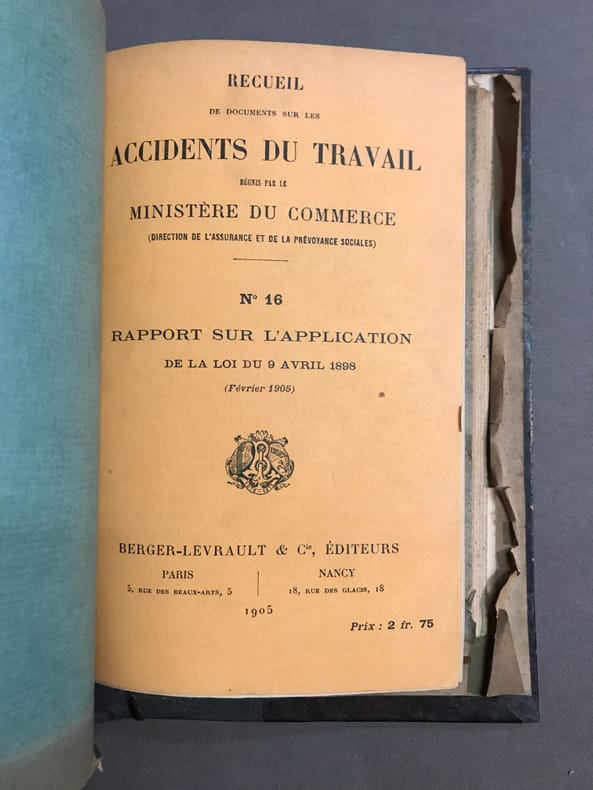 RECUEIL
DE DOCUMENTS SUR LES
ACCIDENTS DU TRAVAIL
RÉUNIS PAR LE
MINISTÈRE DU COMMERCE
(DIRECTION DE L'ASSURANCE ET DE LA PRÉVOYANCE SOCIALES)
Nº 16
RAPPORT SUR L'APPLICATION
DE LA LOI DU 9 AVRIL 1898
(Février 1905)
BERGER-LEVRAULT & Cie, ÉDITEURS
PARIS
5, RUE DES BEAUX-ARTS, 5
NANCY
18, RUE DES GLACIS, 18
1905
Prix : 2 fr. 75